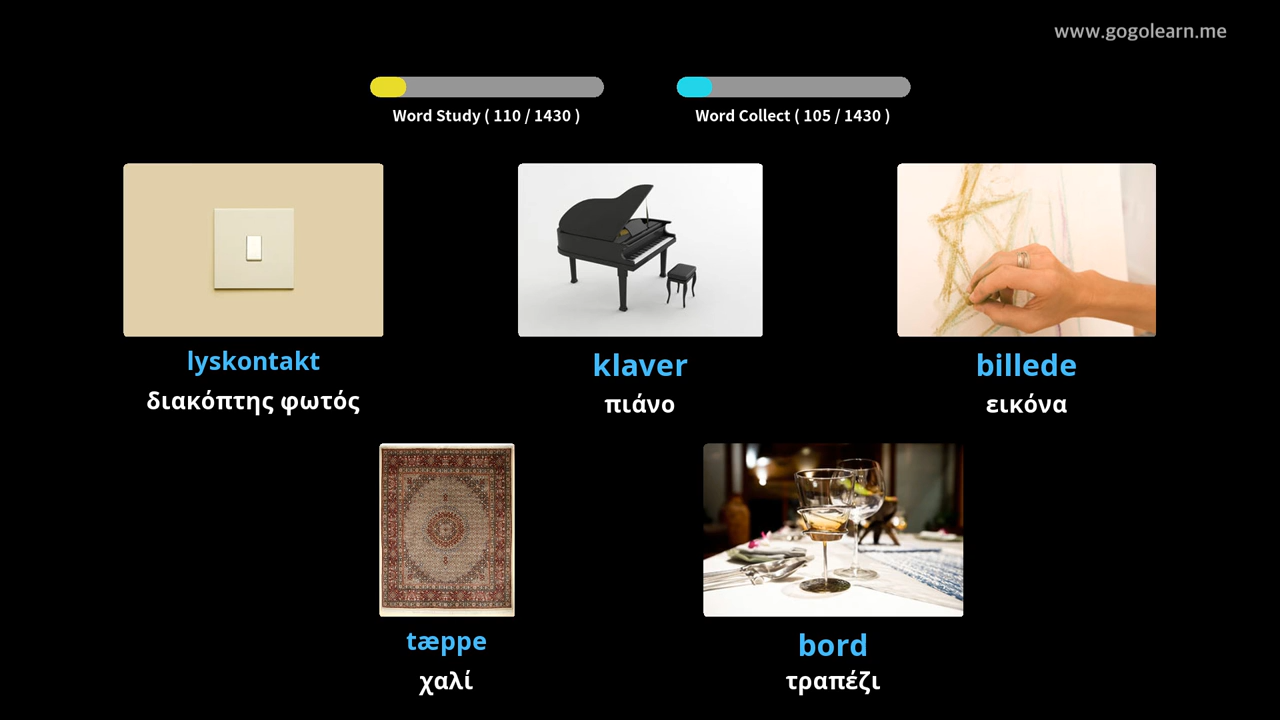 www.gogolearn.me
Word Study ( 110 / 1430 )
Word Collect ( 105 / 1430 )
lyskontakt
διακόπτης φωτός
klaver
πιάνο
billede
εικόνα
tæppe
χαλί
bord
τραπέζι